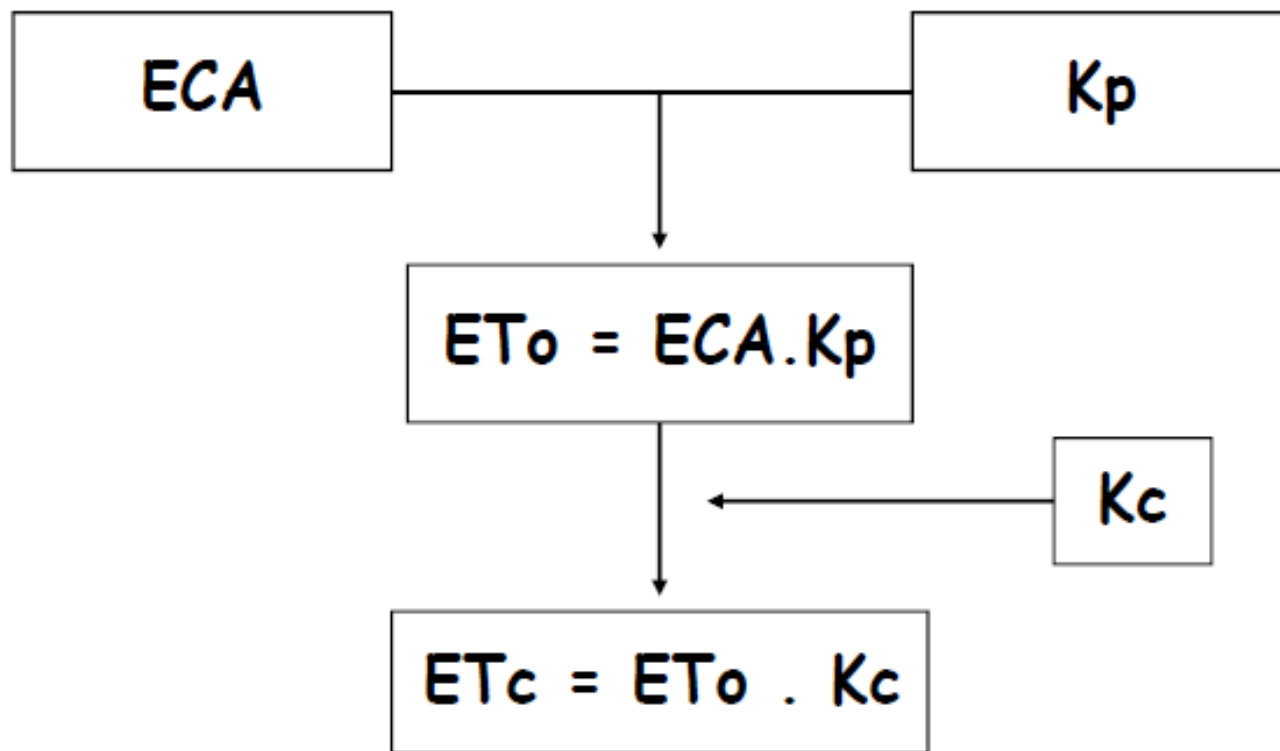 ECA
Kp
ETo = ECA.Kp
Kc
ETc = ETo . Kc